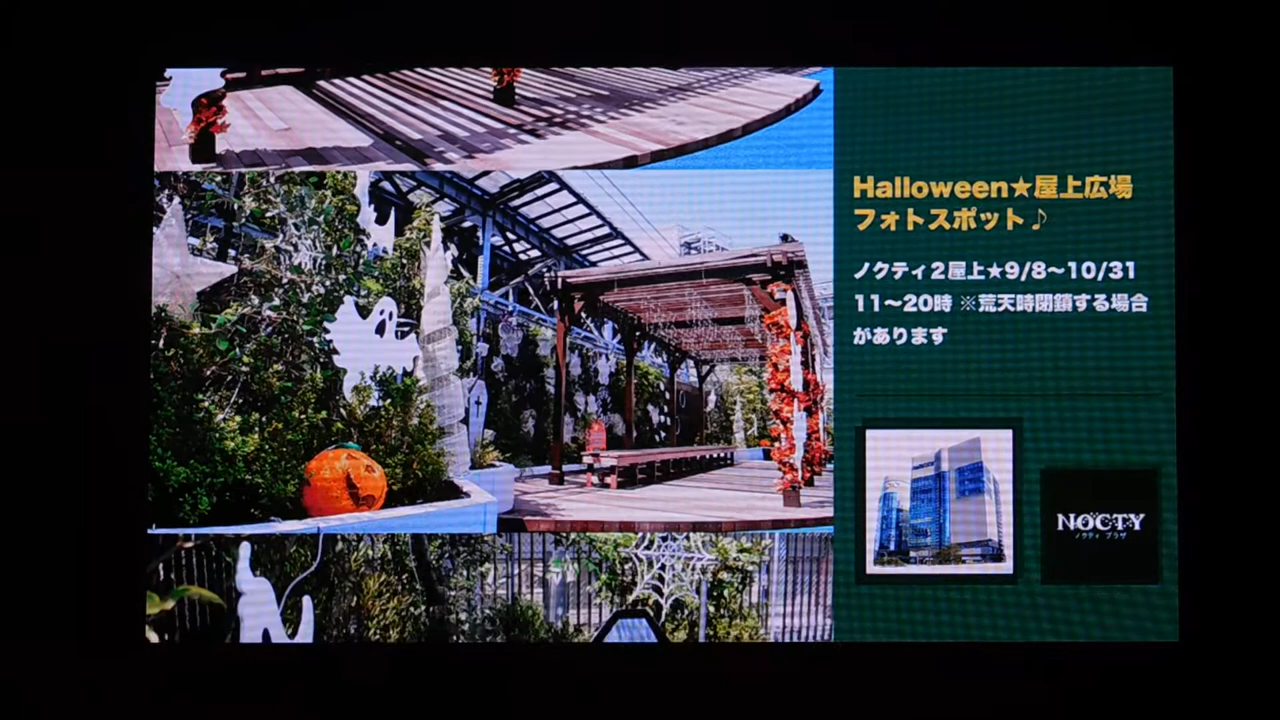 Halloween★屋上広場
フォトスポット♪
ノクティ2屋上★9/8～10/31
11～20時 ※荒天時閉鎖する場合
があります
NOCTY
ノクティ プラザ